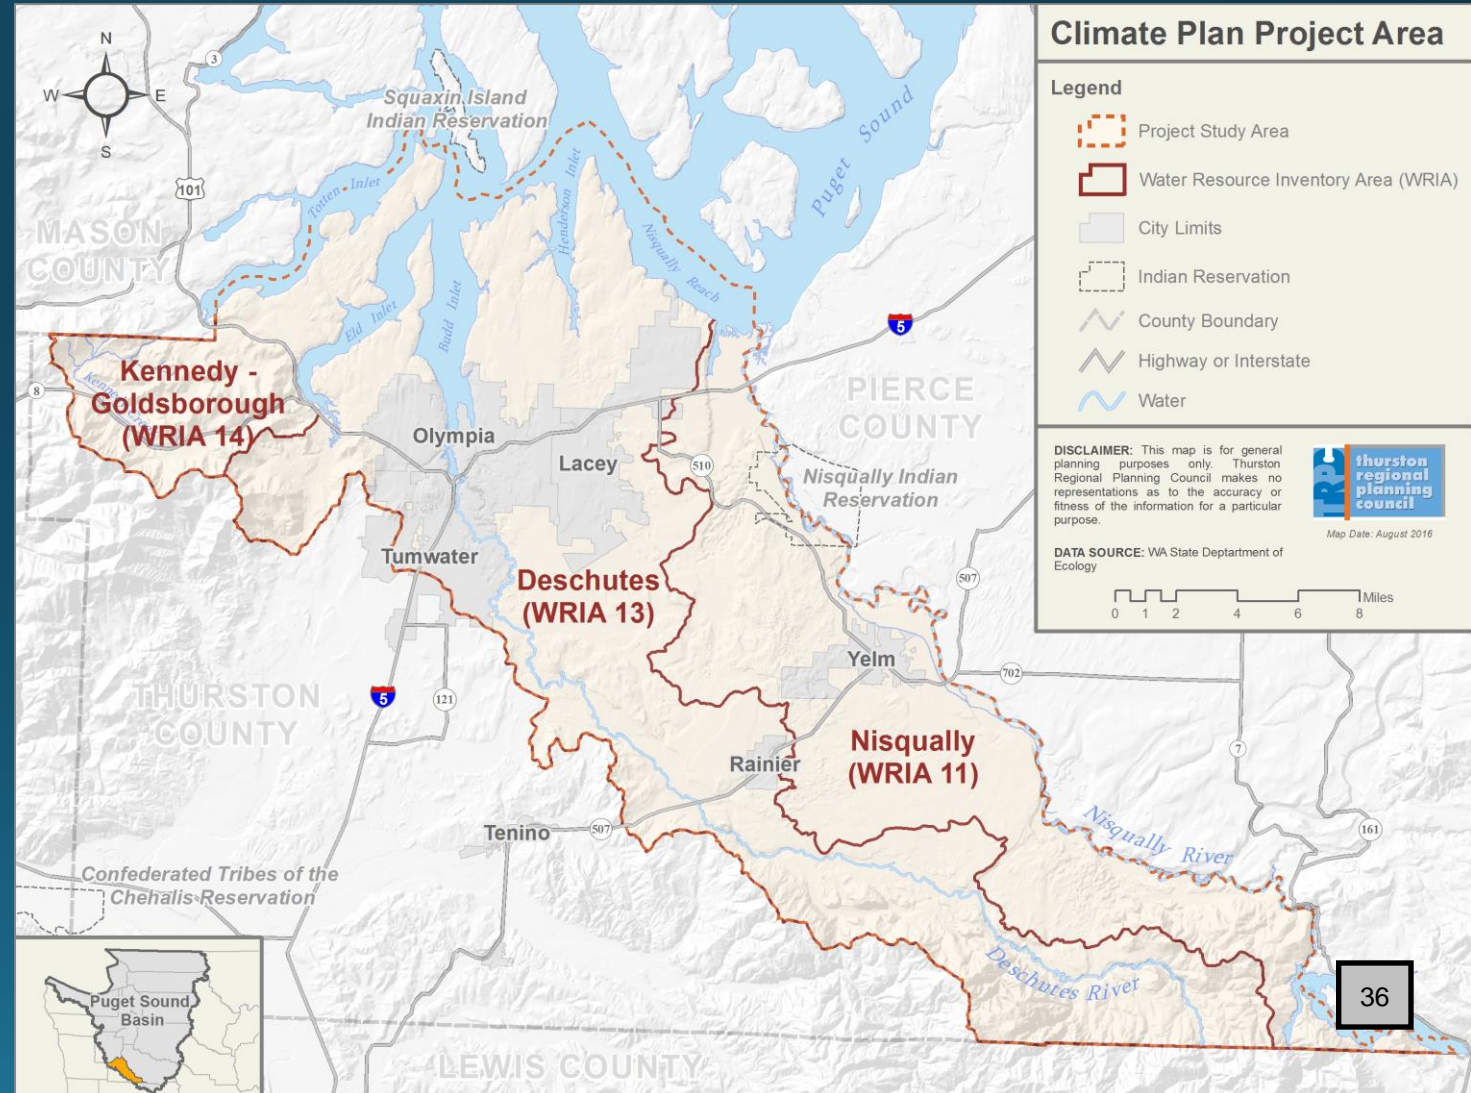 Climate Plan Project Area
Legend
Project Study Area
Water Resource Inventory Area (WRIA)
City Limits
Indian Reservation
County Boundary
Highway or Interstate
Water
DISCLAIMER: This map is for general
planning purposes only. Thurston
Regional Planning Council makes no
representations as to the accuracy or
fitness of the information for a particular
purpose.
TRPC
thurston
regional
planning
council
Map Date: August 2016
DATA SOURCE: WA State Deptartment of
Ecology
Miles
0 1 2 4 6 8
N
W E
S
3
Squaxin Island
Indian Reservation
Puget Sound
101
Totten Inlet
MASON
COUNTY
Henderson Inlet
Nisqually
Reach
Eld Inlet
Budd Inlet
5
Kennedy -
Goldsborough
(WRIA 14)
8
PIERCE
COUNTY
Olympia
Lacey
510
Nisqually Indian
Reservation
Tumwater
Deschutes
(WRIA 13)
507
Yelm
702
THURSTON
COUNTY
5
121
Nisqually
(WRIA 11)
7
Rainier
Tenino
507
Nisqually River
161
Confederated Tribes of the
Chehalis Reservation
Deschutes River
36
Puget Sound
Basin
LEWIS COUNTY